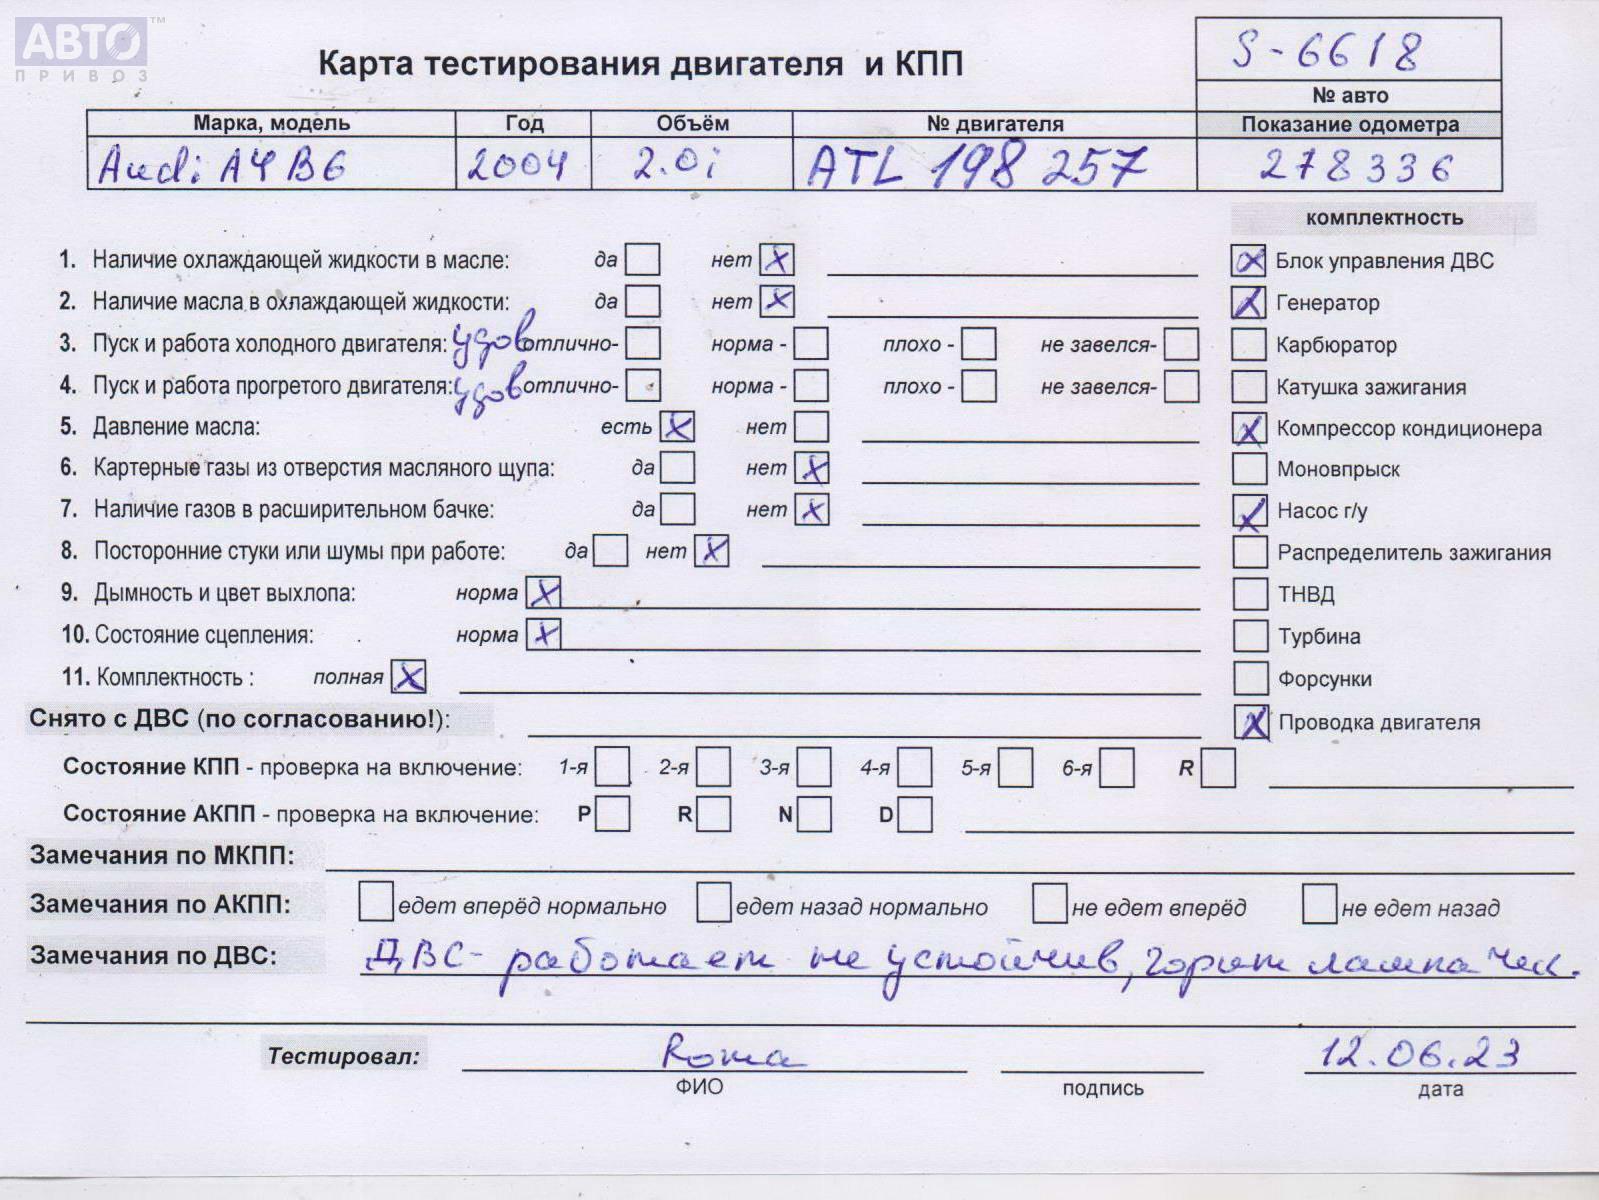 АВТО ™
ПРИВОЗ
Карта тестирования двигателя и КПП
S-6618
№ авто
Марка, модель Год Объём № двигателя Показание одометра
Audi A4 B6 2004 2.0i ATL 198 257 278336
комплектность
1. Наличие охлаждающей жидкости в масле: да нет X Блок управления ДВС X
2. Наличие масла в охлаждающей жидкости: да нет X Генератор X
3. Пуск и работа холодного двигателя: удов отлично- норма - плохо - не завелся- Карбюратор
4. Пуск и работа прогретого двигателя: удов отлично- норма - плохо - не завелся- Катушка зажигания
5. Давление масла: есть X нет X Компрессор кондиционера
6. Картерные газы из отверстия масляного щупа: да нет X Моновпрыск
7. Наличие газов в расширительном бачке: да нет X Насос г/у
8. Посторонние стуки или шумы при работе: да нет X Распределитель зажигания
9. Дымность и цвет выхлопа: норма X ТНВД
10. Состояние сцепления: норма X Турбина
11. Комплектность : полная X Форсунки
Снято с ДВС (по согласованию!): X Проводка двигателя
Состояние КПП - проверка на включение: 1-я 2-я 3-я 4-я 5-я 6-я R
Состояние АКПП - проверка на включение: P R N D
Замечания по МКПП:
Замечания по АКПП: едет вперёд нормально едет назад нормально не едет вперёд не едет назад
Замечания по ДВС: ДВС - работает не устойчив, горит лампа чек.
Тестировал: Roma 12.06.23
ФИО подпись дата